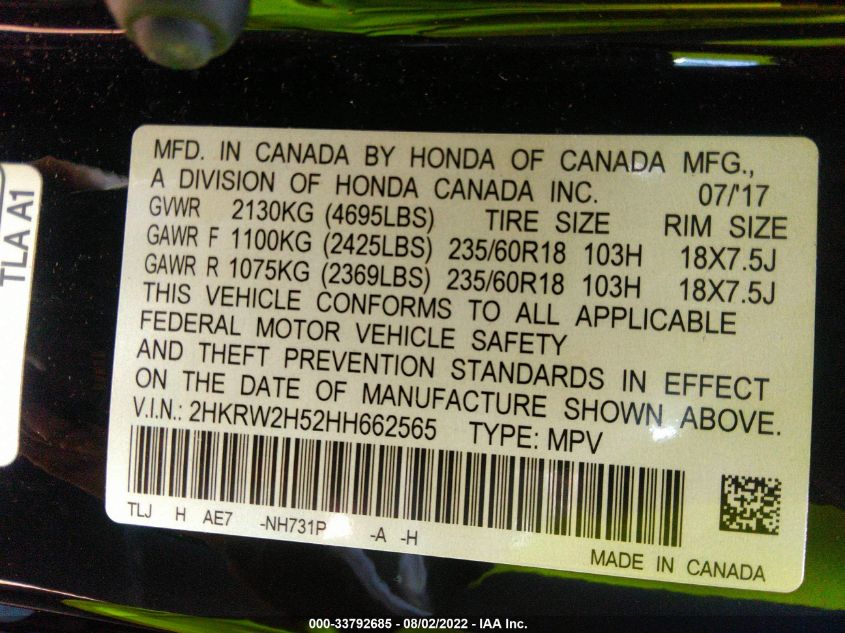 MFD. IN CANADA BY HONDA OF CANADA MFG.,
A DIVISION OF HONDA CANADA INC. 07/'17
GVWR 2130KG (4695LBS) TIRE SIZE RIM SIZE
GAWR F 1100KG (2425LBS) 235/60R18 103H 18X7.5J
GAWR R 1075KG (2369LBS) 235/60R18 103H 18X7.5J
THIS VEHICLE CONFORMS TO ALL APPLICABLE
FEDERAL MOTOR VEHICLE SAFETY
AND THEFT PREVENTION STANDARDS IN EFFECT
ON THE DATE OF MANUFACTURE SHOWN ABOVE.
V.I.N.: 2HKRW2H52HH662565 TYPE: MPV
TLJ H AE7 -NH731P -A -H
MADE IN CANADA
TLA A1
000-33792685 - 08/02/2022 - IAA Inc.